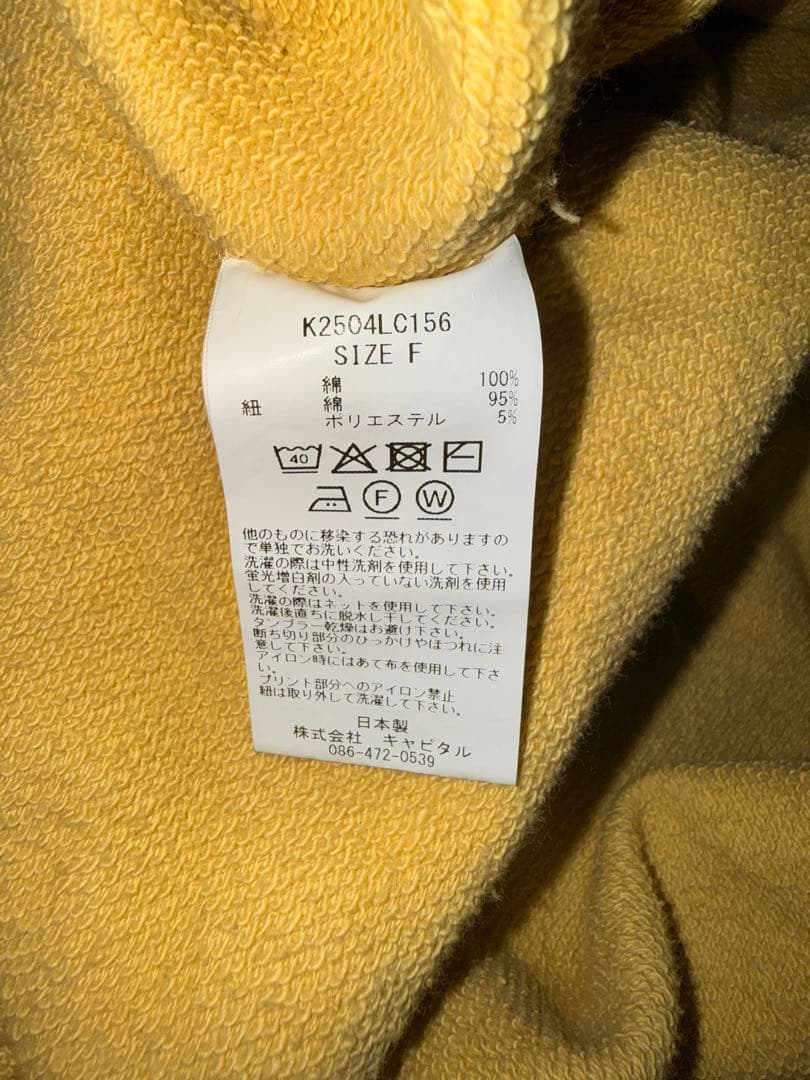 K2504LC156
SIZE F
綿 100%
紐 綿 95%
ポリエステル 5%
40
F W
他のものに移染する恐れがありますの
で単独でお洗いください。
洗濯の際は中性洗剤を使用して下さい。
蛍光増白剤の入っていない洗剤を使用
してください。
洗濯の際はネットを使用して下さい。
洗濯後直ちに脱水し干してください。
タンブラー乾燥はお避け下さい。
断ち切り部分のひっかけやほつれに注
意して下さい。
アイロン時にはあて布を使用して下さ
い。
プリント部分へのアイロン禁止
紐は取り外して洗濯して下さい。
日本製
株式会社 キャピタル
086-472-0539